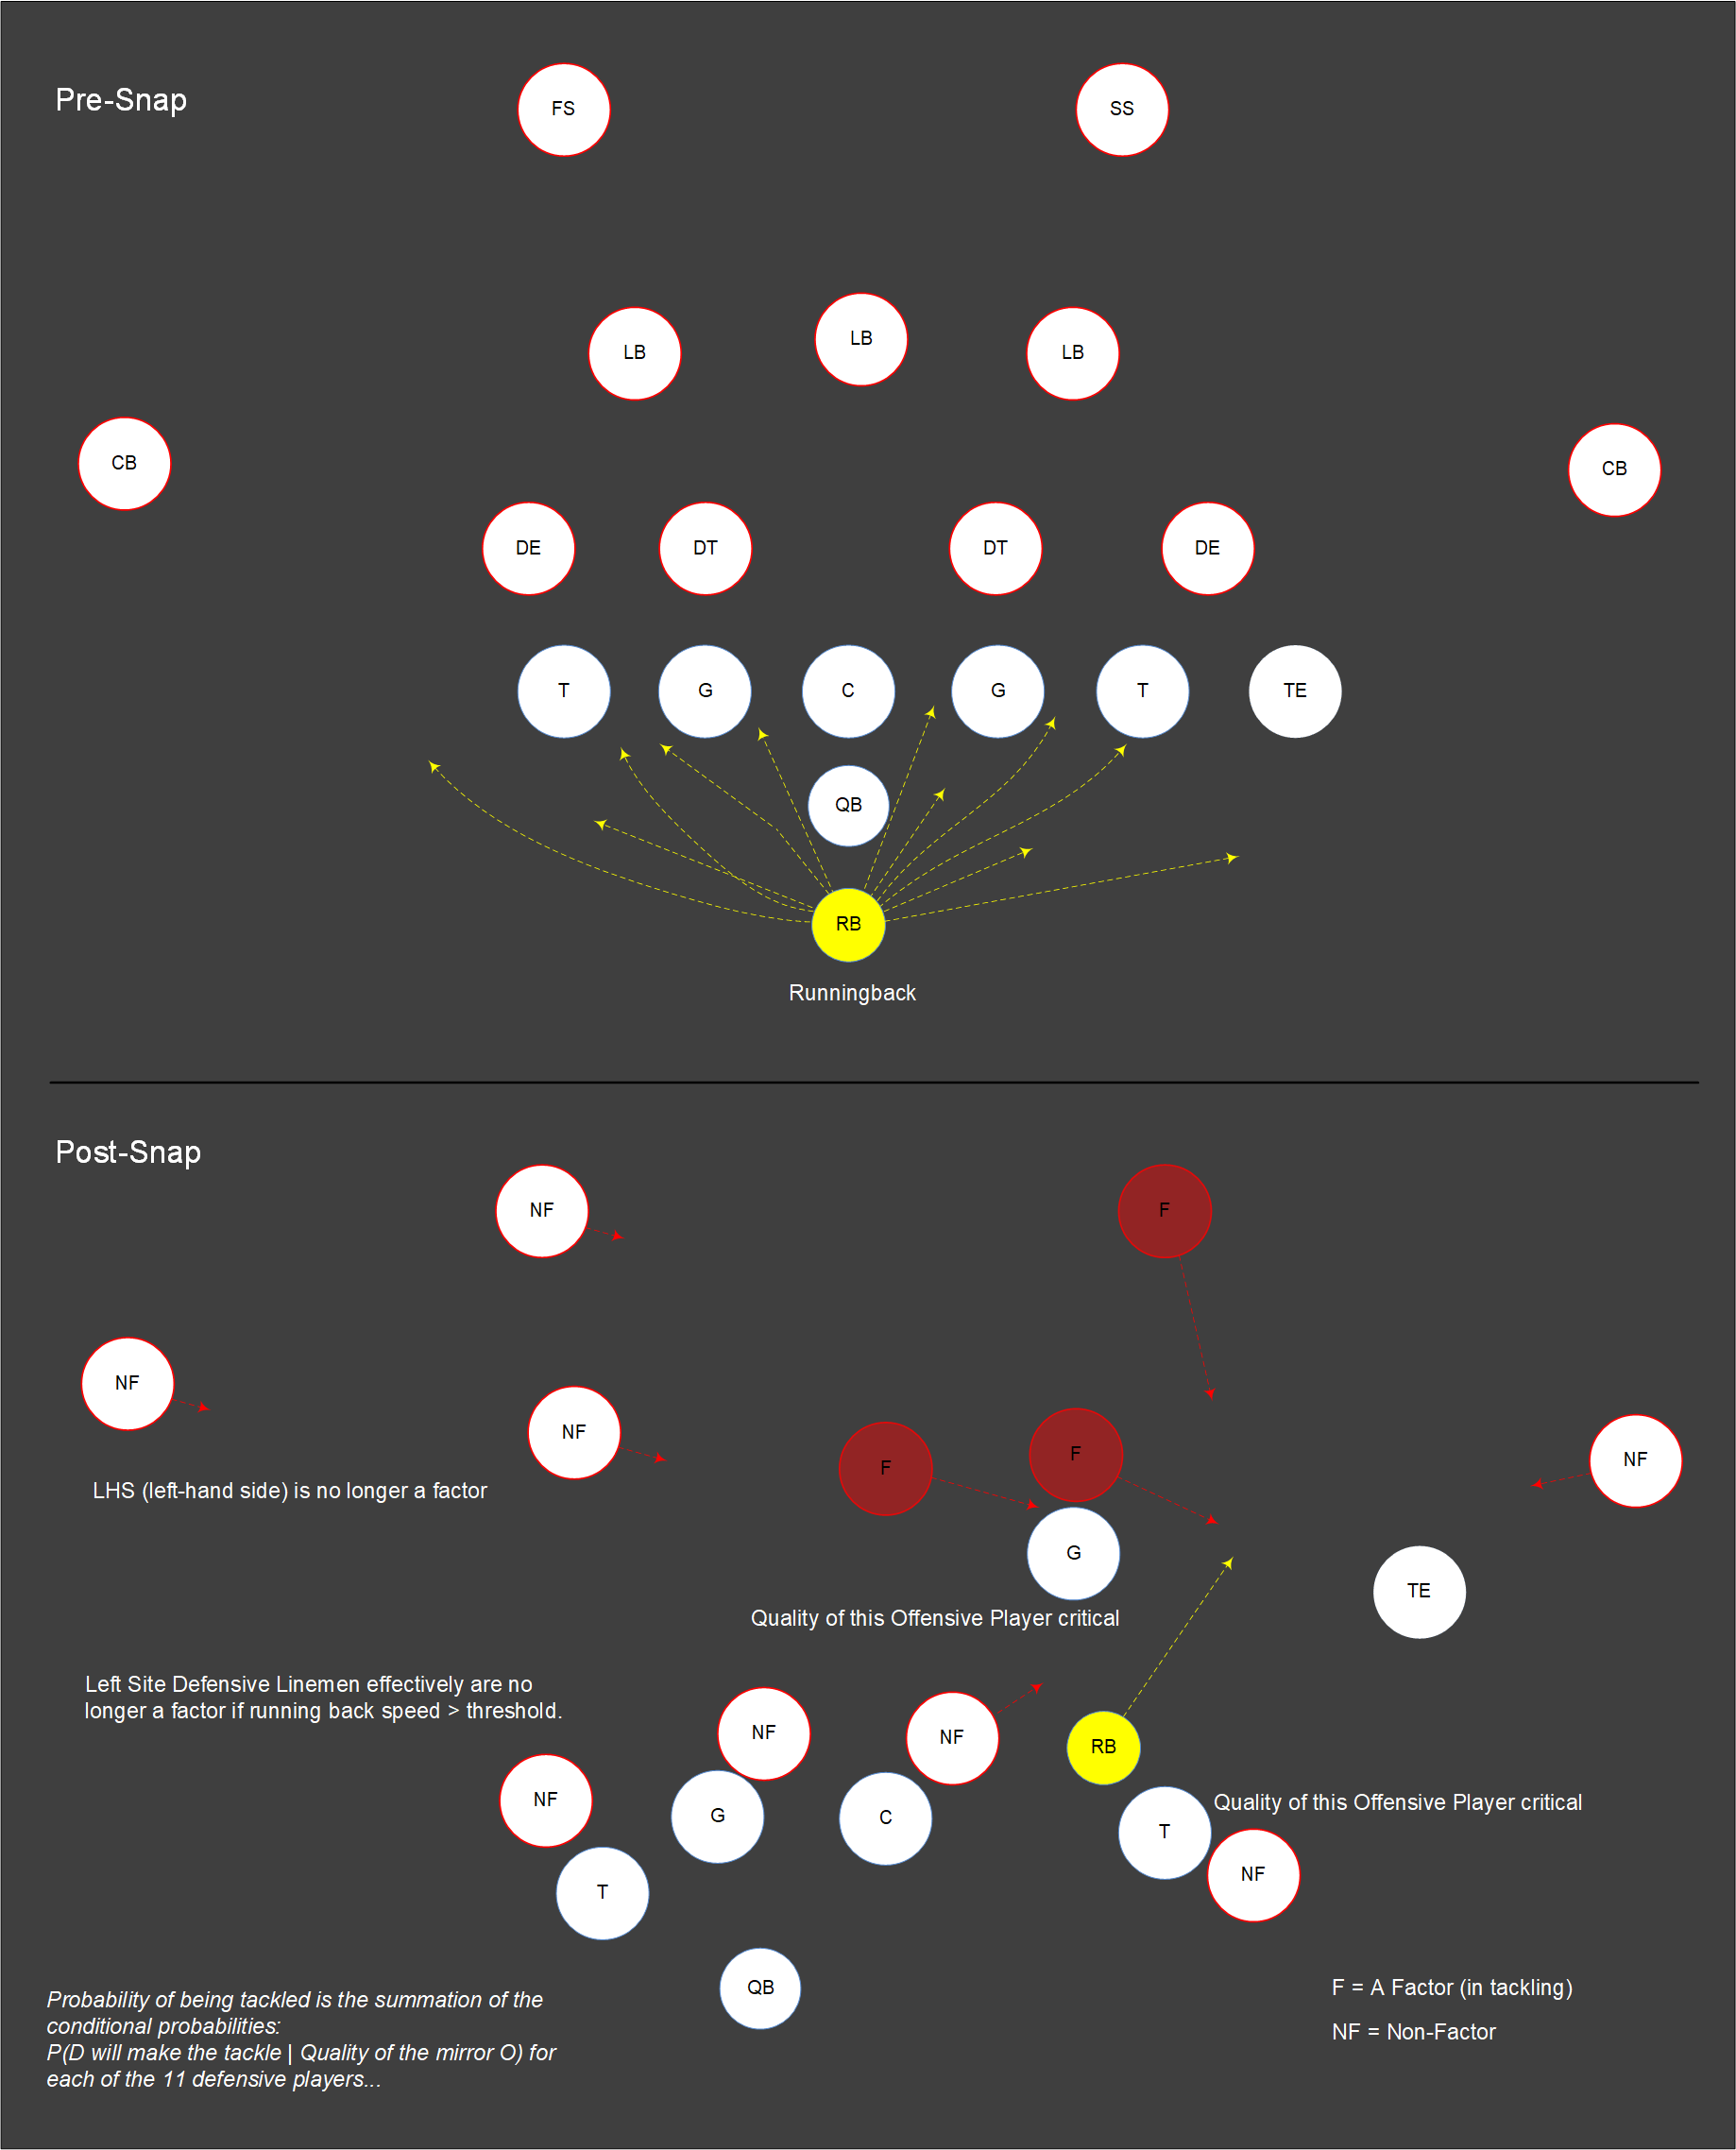 Pre-Snap
FS
SS
LB
LB
LB
CB
CB
DE
DT
DT
DE
T
G
C
G
T
TE
QB
RB
Runningback
Post-Snap
NF
F
NF
NF
F
F
NF
LHS (left-hand side) is no longer a factor
G
TE
Quality of this Offensive Player critical
Left Site Defensive Linemen effectively are no
longer a factor if running back speed > threshold.
NF
NF
RB
NF
G
C
Quality of this Offensive Player critical
T
NF
T
QB
Probability of being tackled is the summation of the
conditional probabilities:
P(D will make the tackle | Quality of the mirror O) for
each of the 11 defensive players...
F = A Factor (in tackling)
NF = Non-Factor